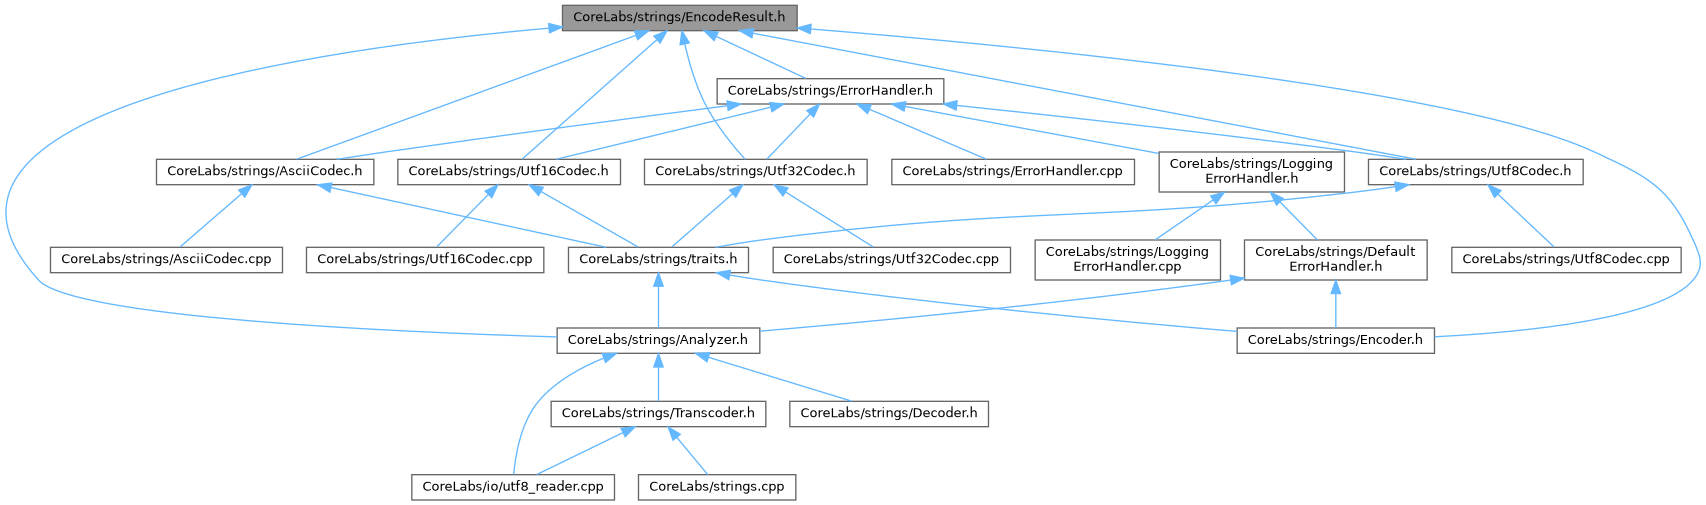 CoreLabs/strings/EncodeResult.h
CoreLabs/strings/ErrorHandler.h
CoreLabs/strings/AsciiCodec.h
CoreLabs/strings/Utf16Codec.h
CoreLabs/strings/Utf32Codec.h
CoreLabs/strings/ErrorHandler.cpp
CoreLabs/strings/Logging
ErrorHandler.h
CoreLabs/strings/Utf8Codec.h
CoreLabs/strings/AsciiCodec.cpp
CoreLabs/strings/Utf16Codec.cpp
CoreLabs/strings/traits.h
CoreLabs/strings/Utf32Codec.cpp
CoreLabs/strings/Logging
ErrorHandler.cpp
CoreLabs/strings/Default
ErrorHandler.h
CoreLabs/strings/Utf8Codec.cpp
CoreLabs/strings/Analyzer.h
CoreLabs/strings/Encoder.h
CoreLabs/strings/Transcoder.h
CoreLabs/strings/Decoder.h
CoreLabs/io/utf8_reader.cpp
CoreLabs/strings.cpp